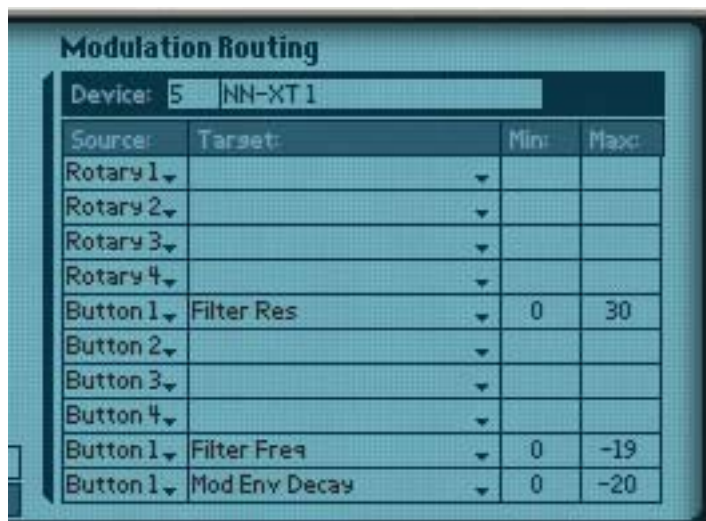 Modulation Routing
Device: 5 NN-XT 1
Source: Target: Min: Max:
Rotary 1
Rotary 2
Rotary 3
Rotary 4
Button 1 Filter Res 0 30
Button 2
Button 3
Button 4
Button 1 Filter Freq 0 -19
Button 1 Mod Env Decay 0 -20